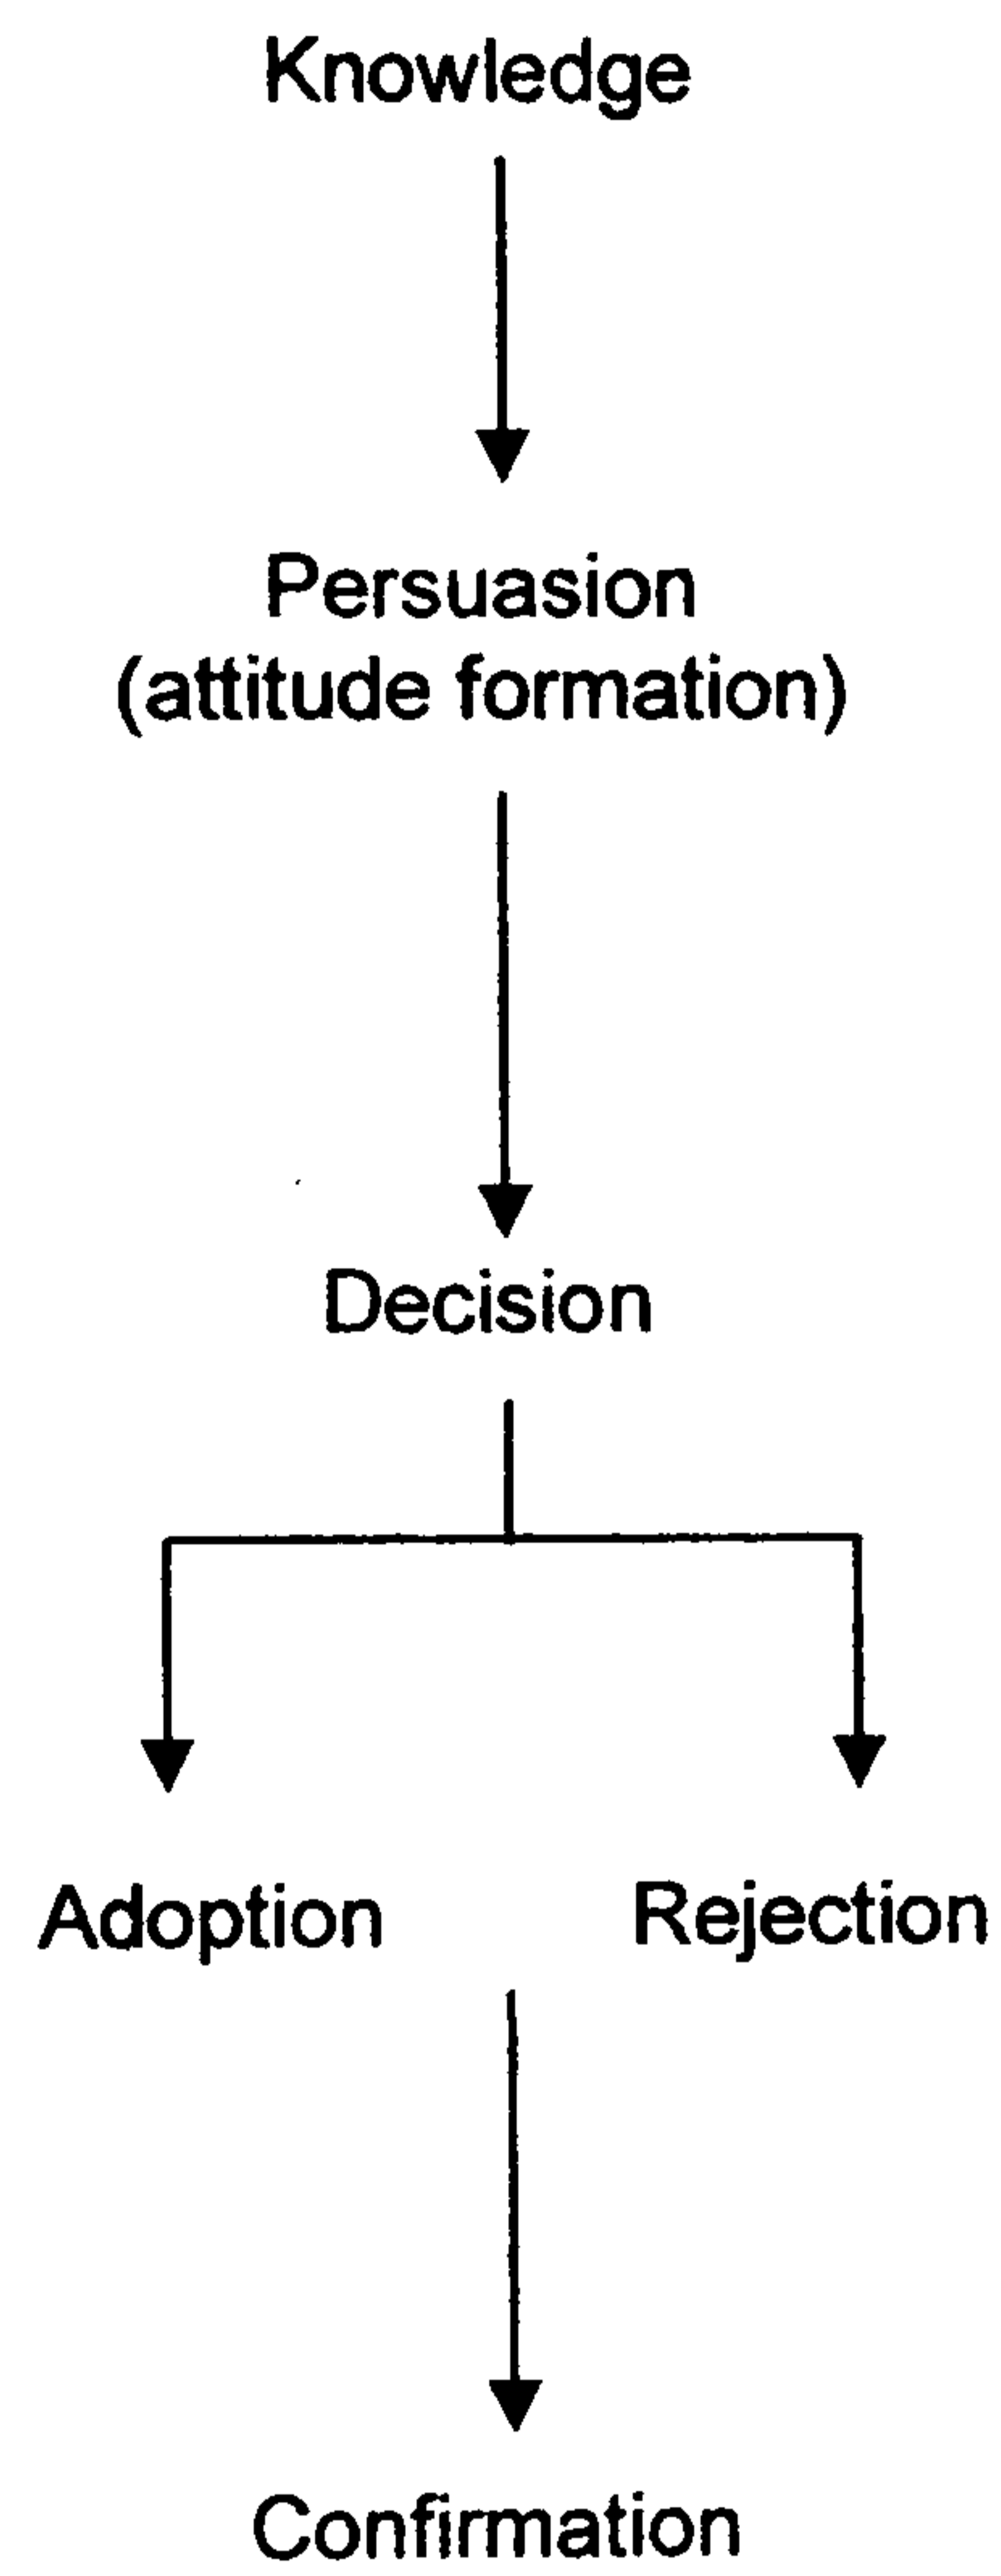 Knowledge
Persuasion
(attitude formation)
Decision
Adoption Rejection
Confirmation